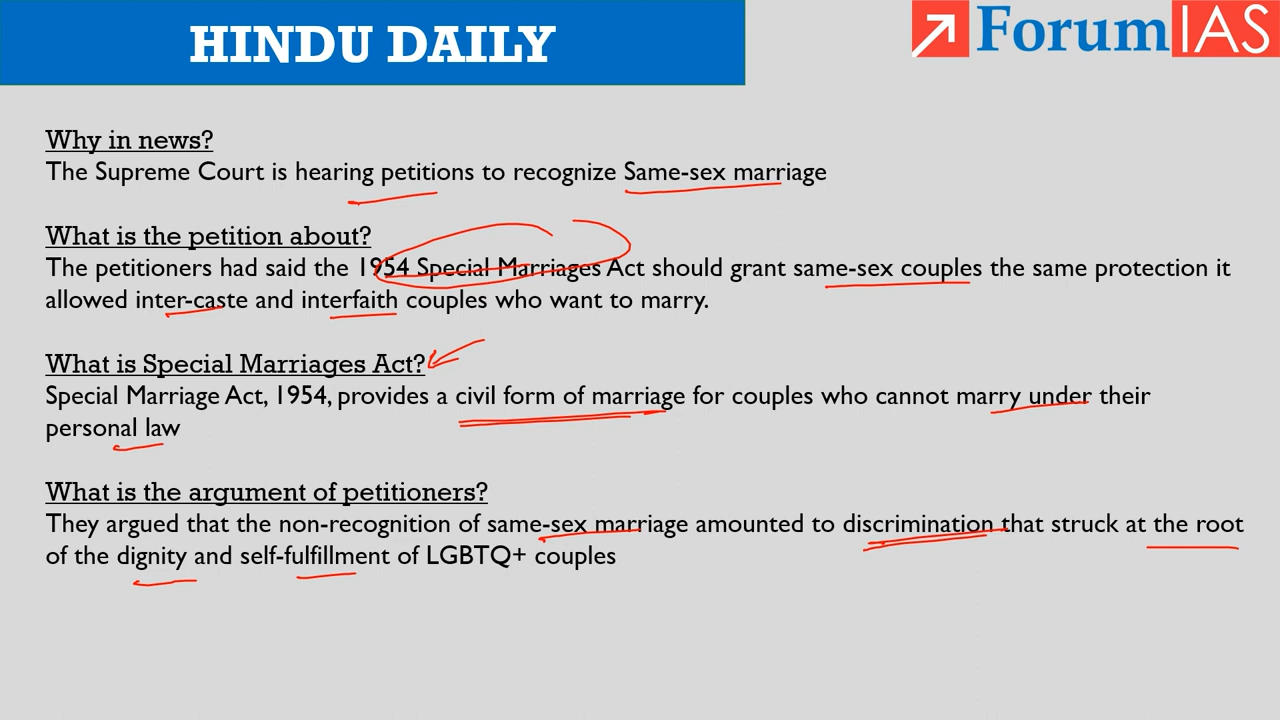 HINDU DAILY
Forum IAS
Why in news?
The Supreme Court is hearing petitions to recognize Same-sex marriage
What is the petition about?
The petitioners had said the 1954 Special Marriages Act should grant same-sex couples the same protection it
allowed inter-caste and interfaith couples who want to marry.
What is Special Marriages Act?
Special Marriage Act, 1954, provides a civil form of marriage for couples who cannot marry under their
personal law
What is the argument of petitioners?
They argued that the non-recognition of same-sex marriage amounted to discrimination that struck at the root
of the dignity and self-fulfillment of LGBTQ+ couples